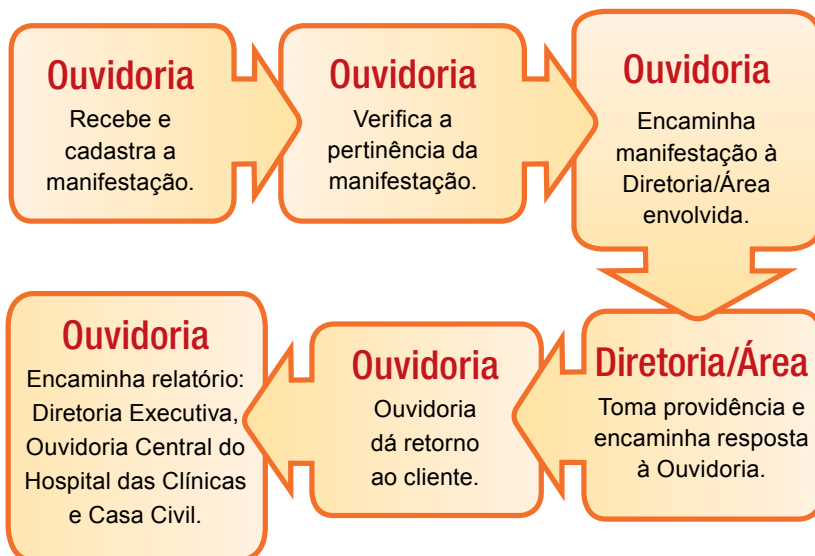 Ouvidoria
Recebe e
cadastra a
manifestação.
Ouvidoria
Verifica a
pertinência da
manifestação.
Ouvidoria
Encaminha
manifestação à
Diretoria/Área
envolvida.
Diretoria/Área
Toma providência e
encaminha resposta
à Ouvidoria.
Ouvidoria
Ouvidoria
dá retorno
ao cliente.
Ouvidoria
Encaminha relatório:
Diretoria Executiva,
Ouvidoria Central do
Hospital das Clínicas
e Casa Civil.